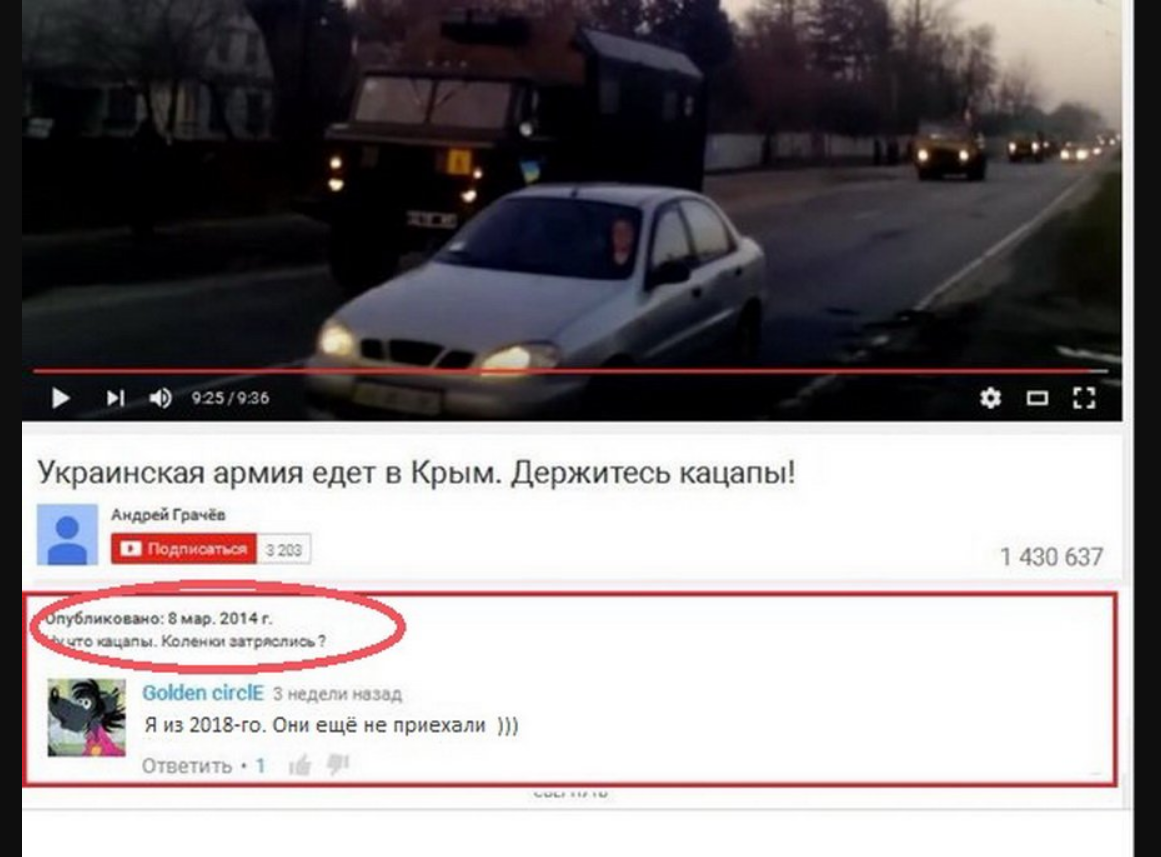 9:25 / 9:36
Украинская армия едет в Крым. Держитесь кацапы!
Андрей Грачёв
Подписаться 3 203
1 430 637
Опубликовано: 8 мар. 2014 г.
Ну что кацапы. Коленки затряслись ?
Golden circlE 3 недели назад
Я из 2018-го. Они ещё не приехали )))
Ответить • 1